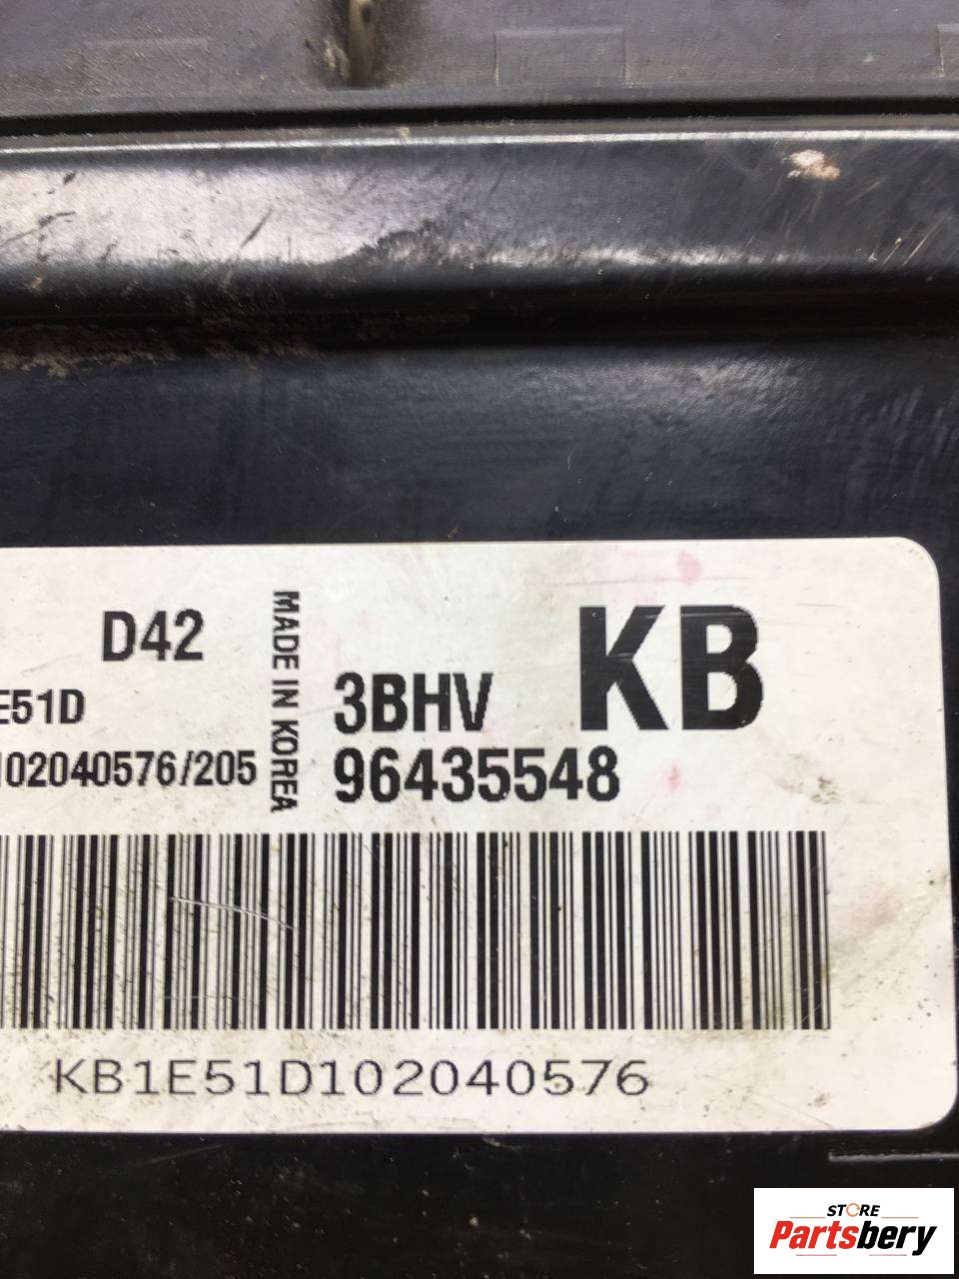 D42
E51D
102040576/205
MADE IN KOREA
3BHV
96435548
KB
KB1E51D102040576
STORE
Partsbery